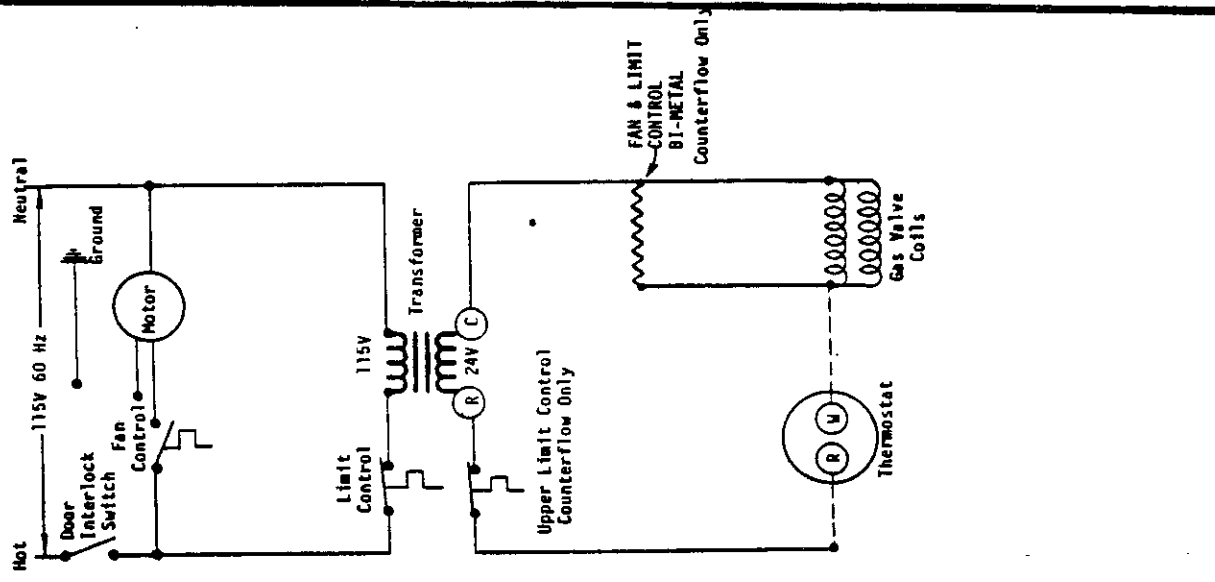 Hot
Neutral
115V 60 Hz
Door
Interlock
Switch
Ground
Fan
Control
Motor
Limit
Control
115V
Transformer
24V
R
C
Upper Limit Control
Counterflow Only
FAN & LIMIT
CONTROL
BI-METAL
Counterflow Only
R
W
Thermostat
Gas Valve
Coils